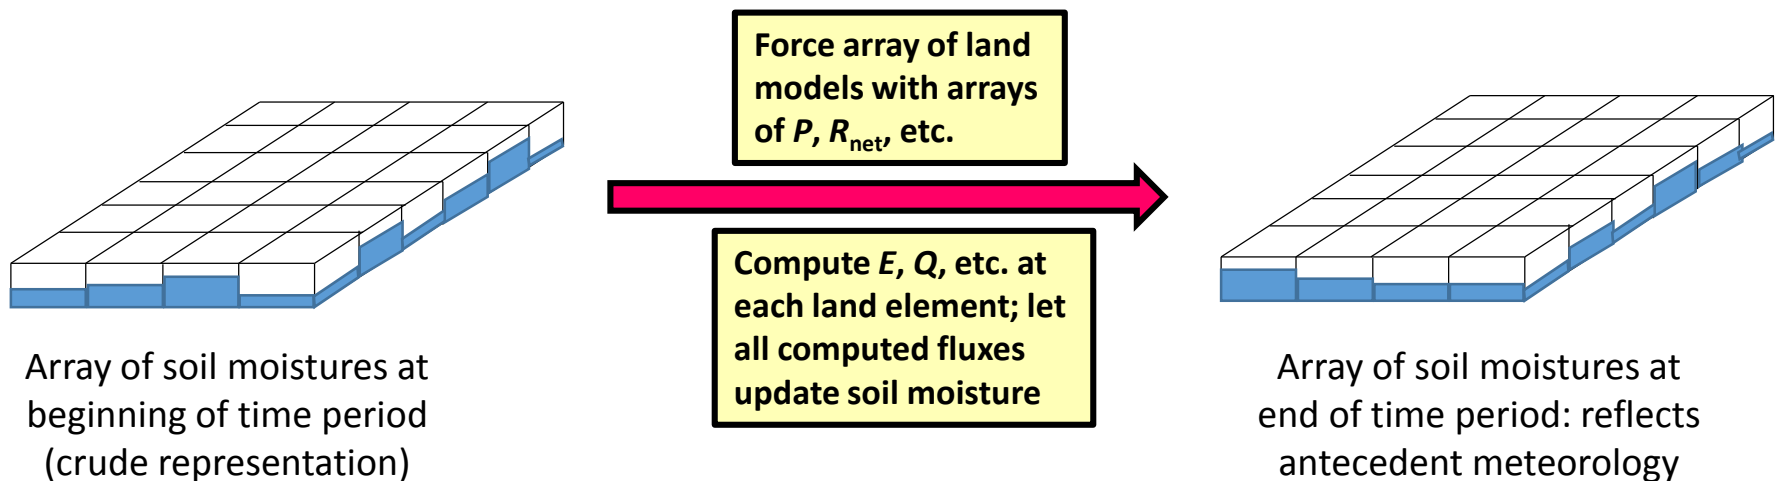 Force array of land
models with arrays
of P, Rnet, etc.
Compute E, Q, etc. at
each land element; let
all computed fluxes
update soil moisture
Array of soil moistures at
beginning of time period
(crude representation)
Array of soil moistures at
end of time period: reflects
antecedent meteorology